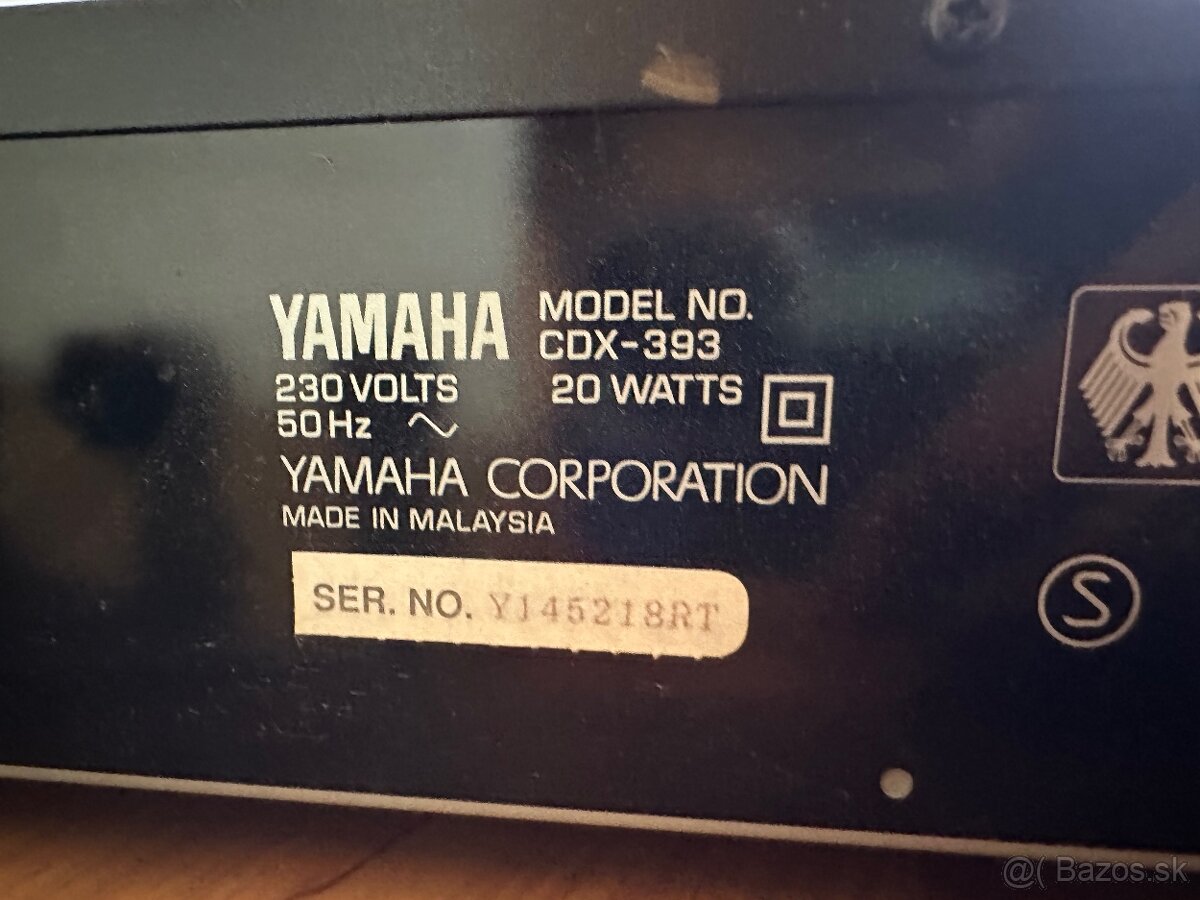 YAMAHA MODEL NO.
CDX-393
230 VOLTS 20 WATTS
50 Hz
YAMAHA CORPORATION
MADE IN MALAYSIA
SER. NO. Y145218RT
S
@( Bazos.sk